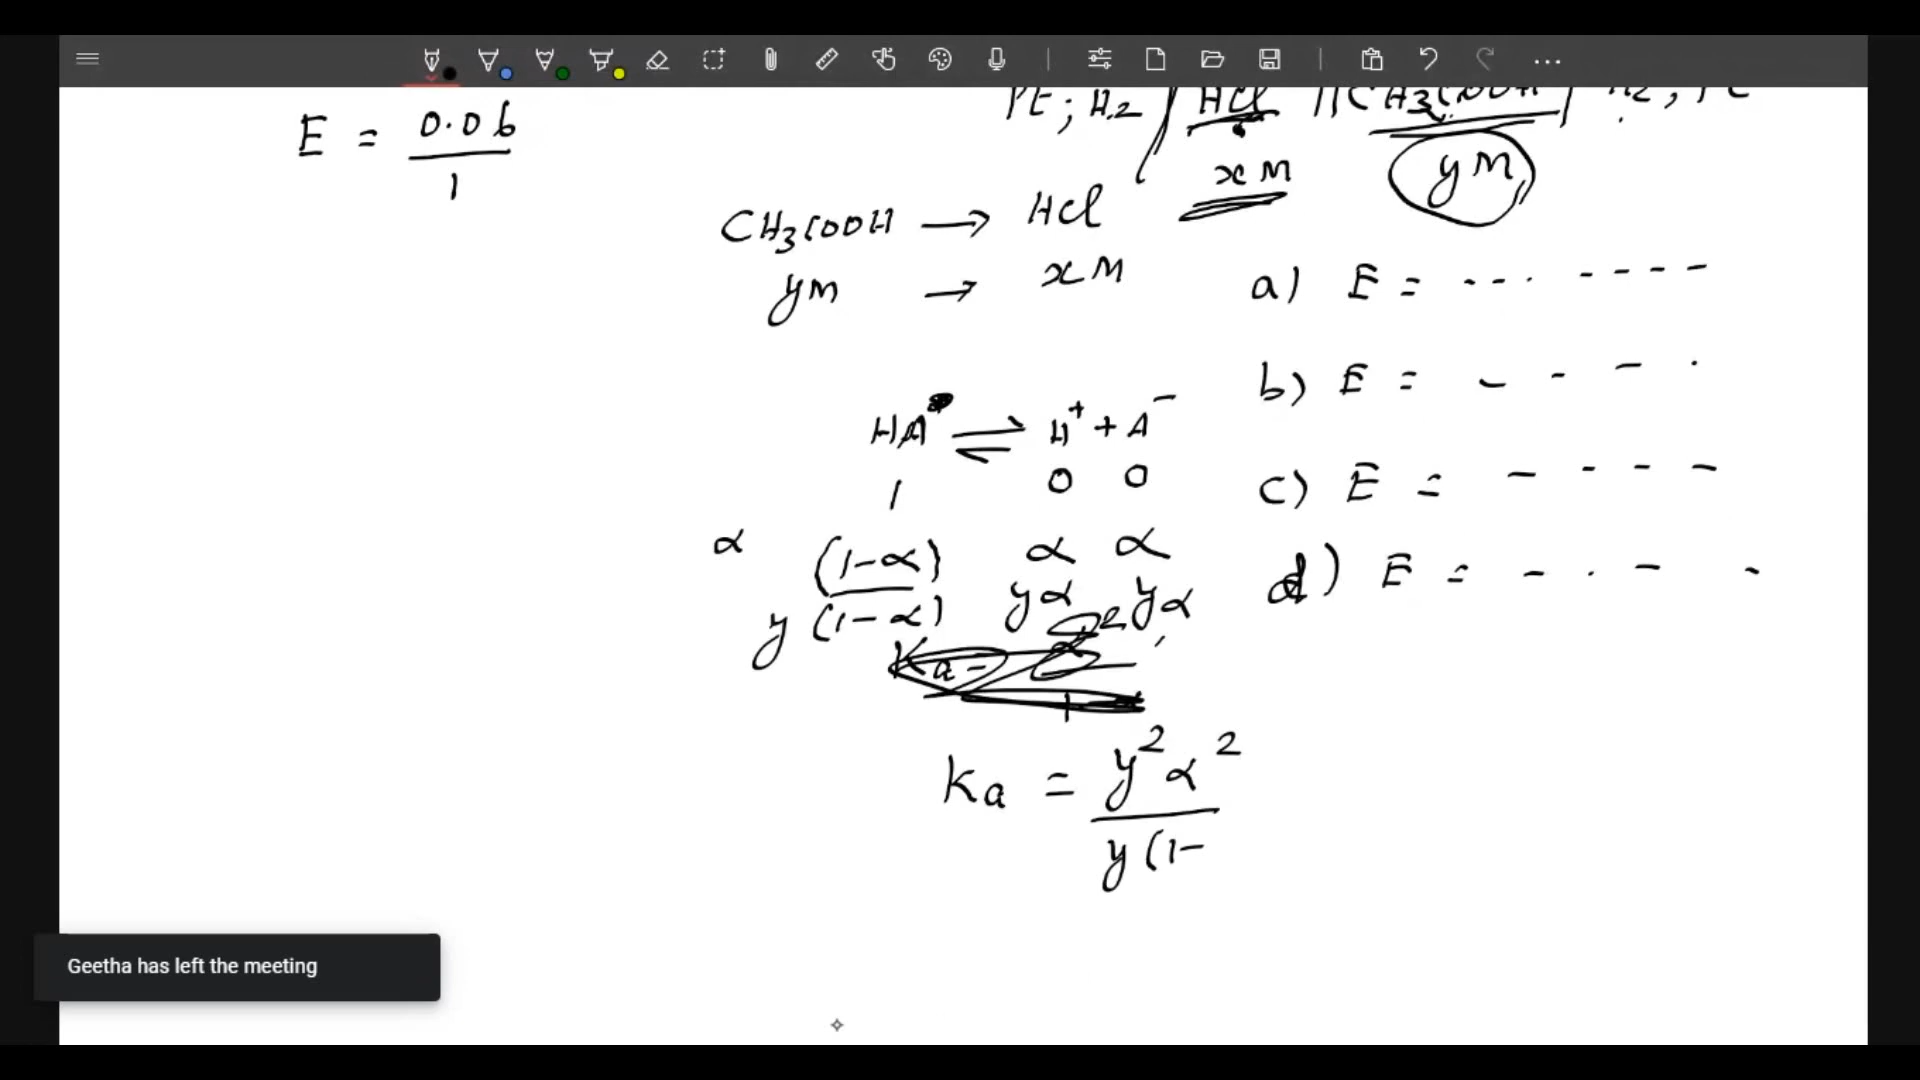 E = 0.06 / 1
Pt ; H2 / HCl || CH3COOH / H2 ;
xM yM
CH3COOH → HCl
yM → xM
a) E = -- . - - - -
b) E = - - - .
HA ⇌ H+ + A-
1 0 0
c) E = - - - -
α (1-α) α α
d) E = - . - -
y (1-α) yα yα
Ka = y²α² / y(1-
Geetha has left the meeting